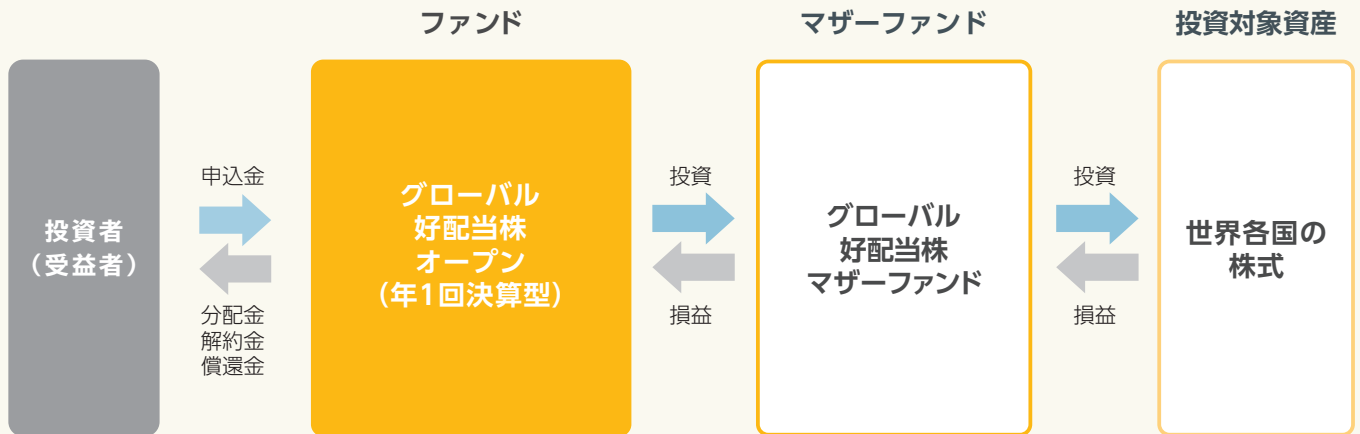 ファンド
マザーファンド
投資対象資産
投資者
（受益者）
申込金
分配金
解約金
償還金
グローバル
好配当株
オープン
（年1回決算型）
投資
損益
グローバル
好配当株
マザーファンド
投資
損益
世界各国の
株式